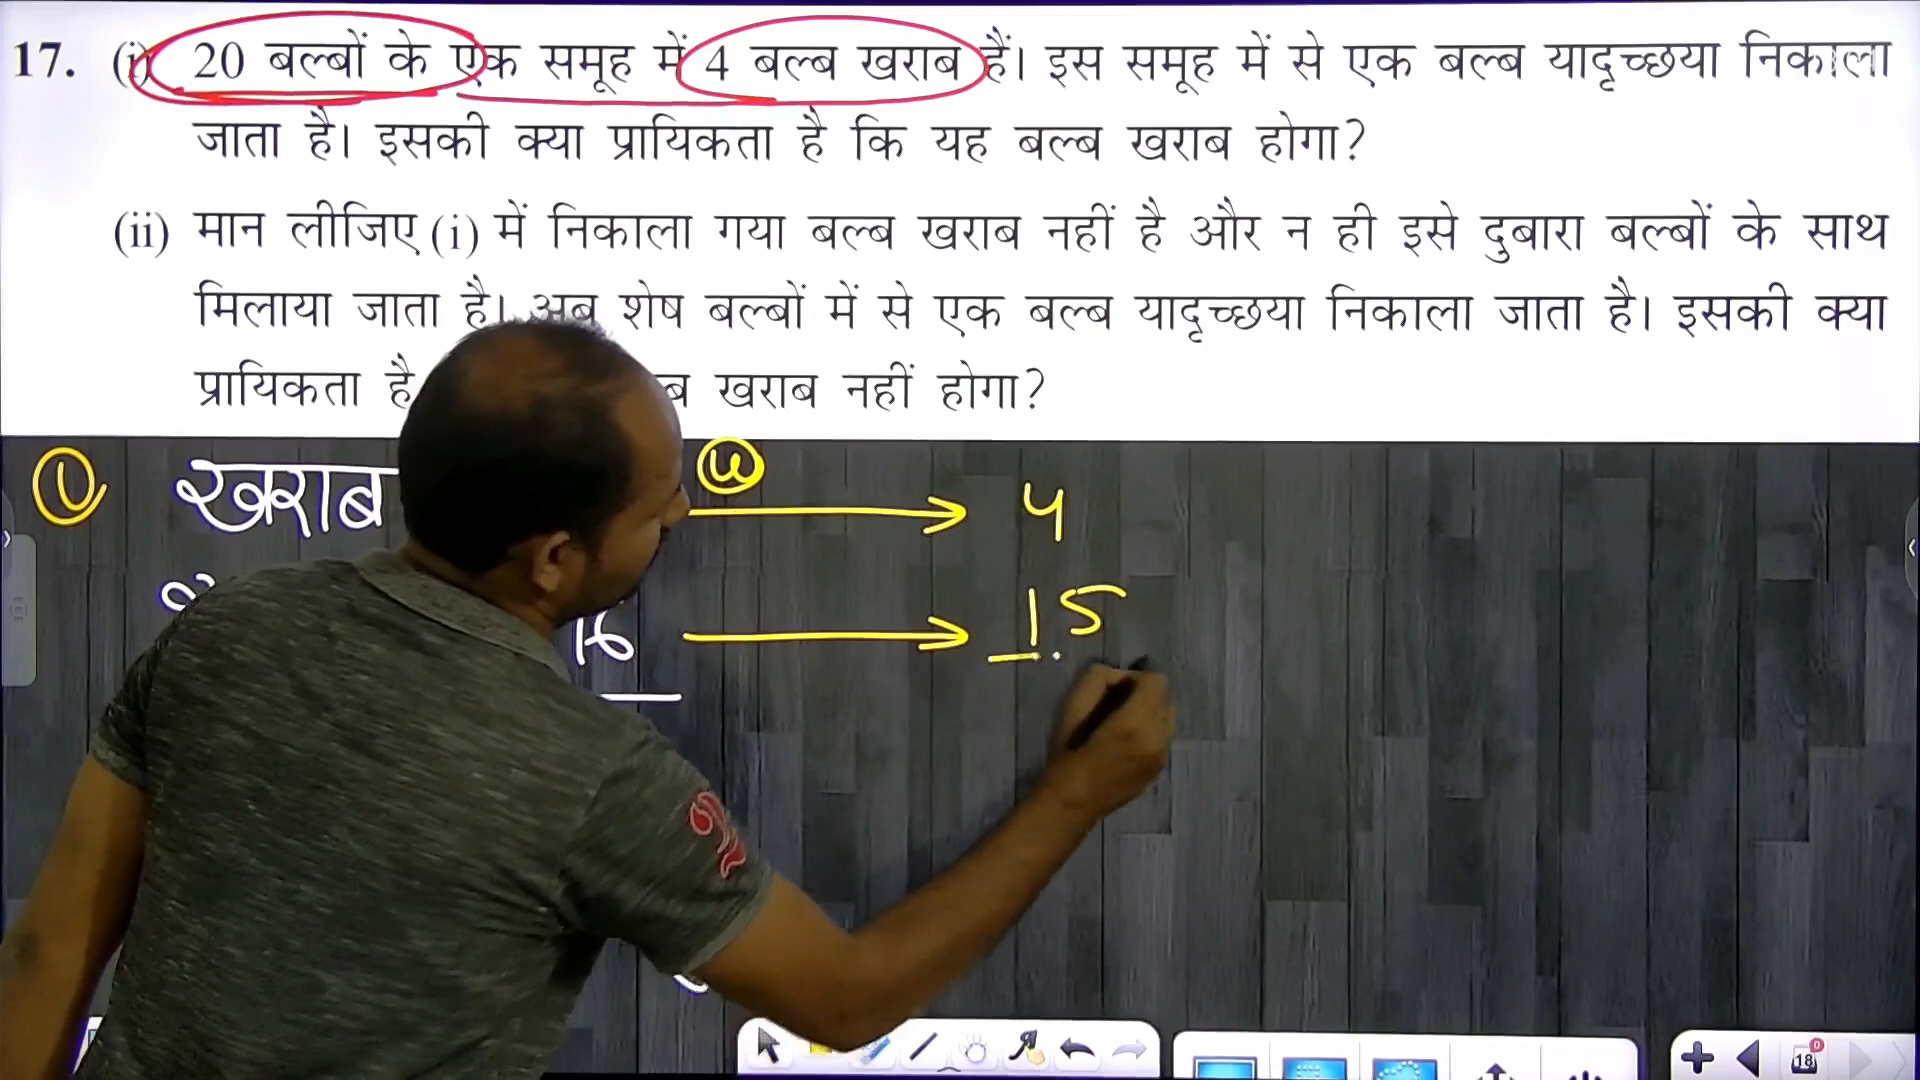 17. (i) 20 बल्बों के एक समूह में 4 बल्ब खराब हैं। इस समूह में से एक बल्ब यादृच्छया निकाला
जाता है। इसकी क्या प्रायिकता है कि यह बल्ब खराब होगा?
(ii) मान लीजिए (i) में निकाला गया बल्ब खराब नहीं है और न ही इसे दुबारा बल्बों के साथ
मिलाया जाता है। अब शेष बल्बों में से एक बल्ब यादृच्छया निकाला जाता है। इसकी क्या
प्रायिकता है ब खराब नहीं होगा?
खराब 4
16 15
18